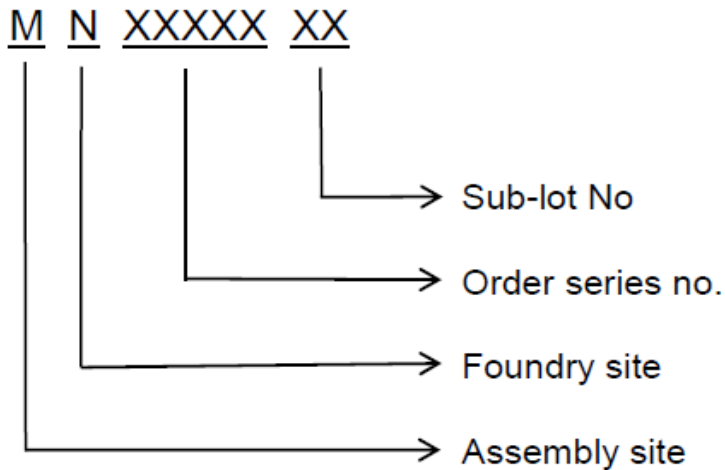 M N XXXXX XX
Sub-lot No
Order series no.
Foundry site
Assembly site